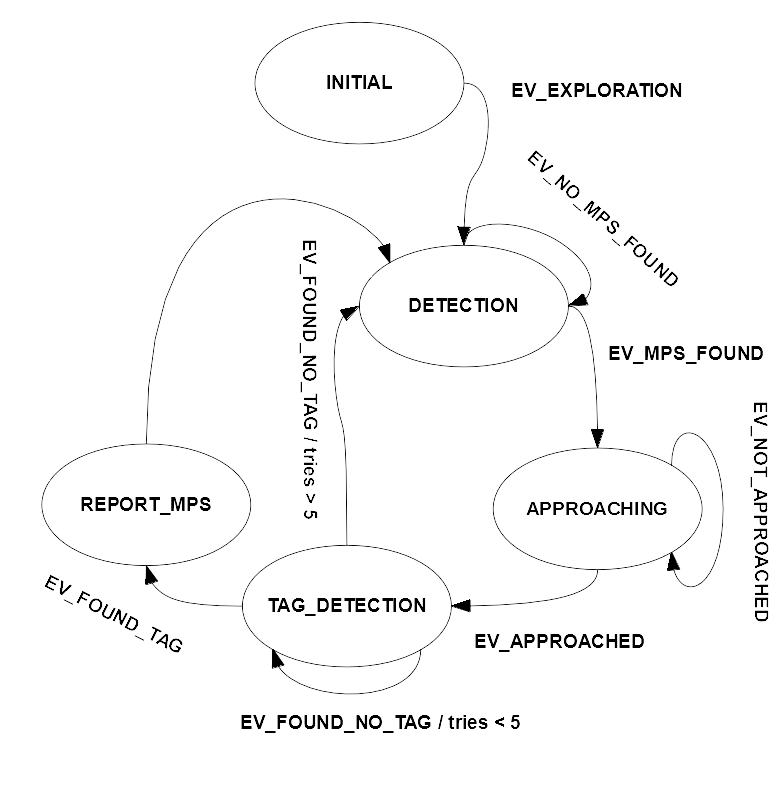 INITIAL
EV_EXPLORATION
EV_NO_MPS_FOUND
DETECTION
EV_FOUND_NO_TAG / tries > 5
EV_MPS_FOUND
EV_NOT_APPROACHED
REPORT_MPS
APPROACHING
EV_FOUND_TAG
TAG_DETECTION
EV_APPROACHED
EV_FOUND_NO_TAG / tries < 5